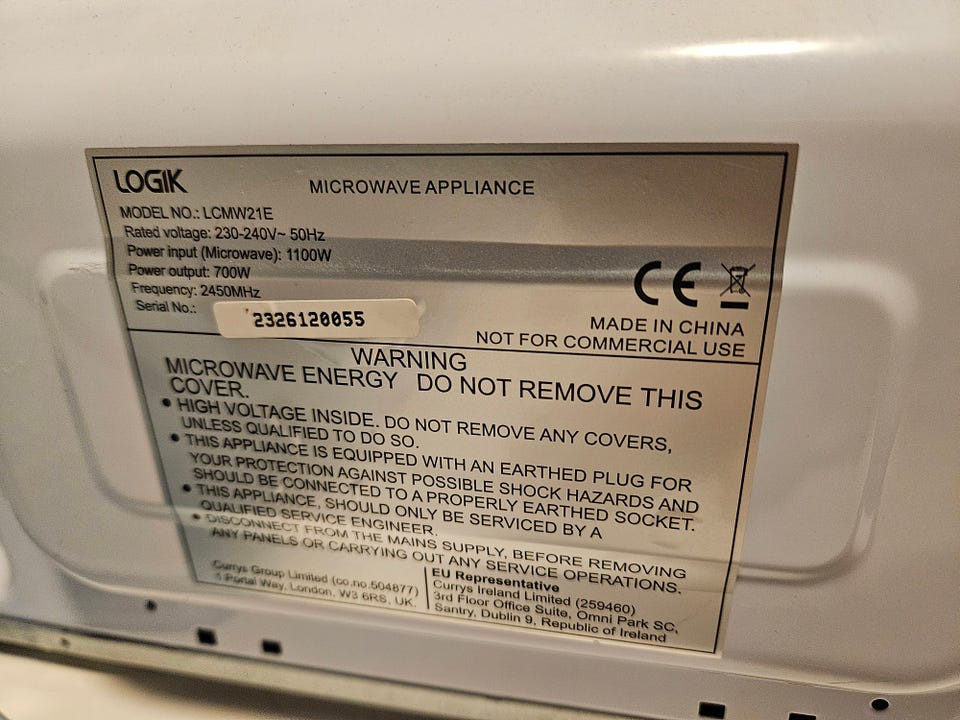 LOGIK
MICROWAVE APPLIANCE
MODEL NO.: LCMW21E
Rated voltage: 230-240V~ 50Hz
Power input (Microwave): 1100W
Power output: 700W
Frequency: 2450MHz
Serial No.:
2326120055
CE
MADE IN CHINA
NOT FOR COMMERCIAL USE
WARNING
MICROWAVE ENERGY DO NOT REMOVE THIS
COVER.
• HIGH VOLTAGE INSIDE. DO NOT REMOVE ANY COVERS,
UNLESS QUALIFIED TO DO SO.
• THIS APPLIANCE IS EQUIPPED WITH AN EARTHED PLUG FOR
YOUR PROTECTION AGAINST POSSIBLE SHOCK HAZARDS AND
SHOULD BE CONNECTED TO A PROPERLY EARTHED SOCKET.
• THIS APPLIANCE, SHOULD ONLY BE SERVICED BY A
QUALIFIED SERVICE ENGINEER.
• DISCONNECT FROM THE MAINS SUPPLY, BEFORE REMOVING
ANY PANELS OR CARRYING OUT ANY SERVICE OPERATIONS.
Currys Group Limited (co.no.504877)
1 Portal Way, London, W3 6RS, UK.
EU Representative
Currys Ireland Limited (259460)
3rd Floor Office Suite, Omni Park SC,
Santry, Dublin 9, Republic of Ireland